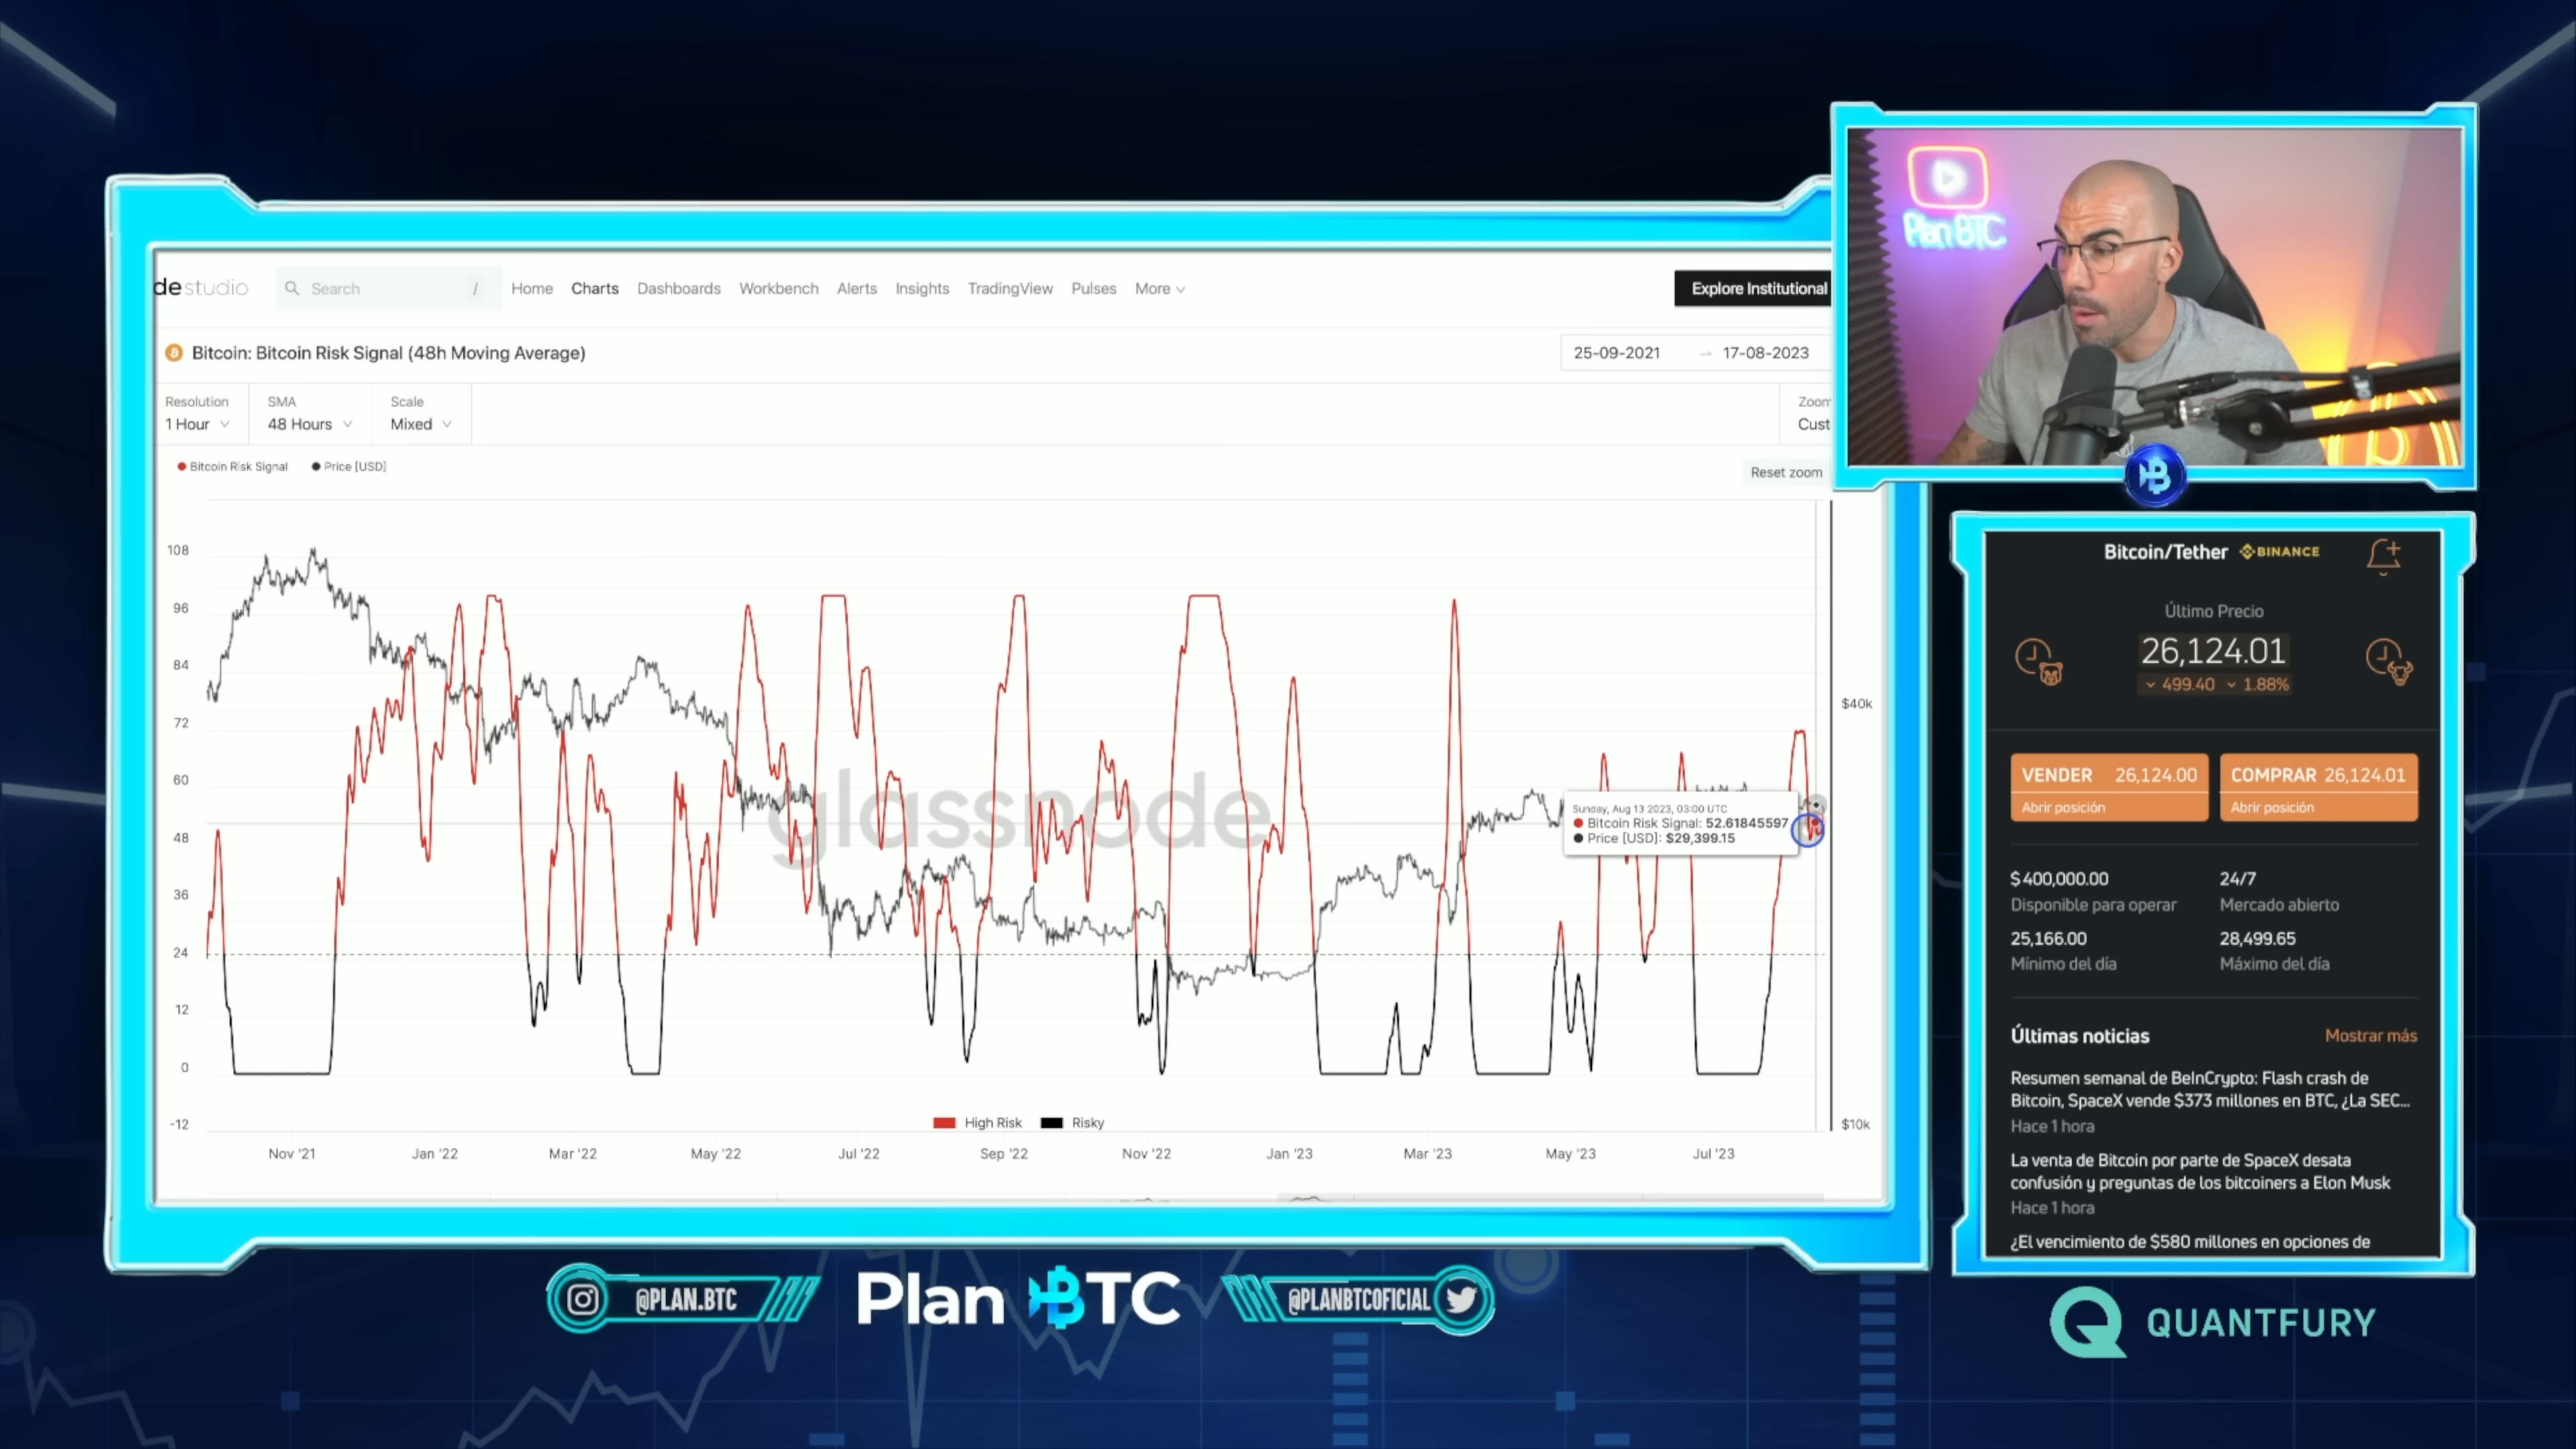 Plan BTC
destudio
Search /
Home Charts Dashboards Workbench Alerts Insights TradingView Pulses More
Explore Institutional
Bitcoin: Bitcoin Risk Signal (48h Moving Average)
25-09-2021 → 17-08-2023
Resolution SMA Scale
1 Hour 48 Hours Mixed
Zoom
Cust
Bitcoin Risk Signal Price [USD]
Reset zoom
108
96
84
72
60
48
36
24
12
0
-12
$40k
$10k
glassnode
Sunday, Aug 13 2023, 03:00 UTC
Bitcoin Risk Signal: 52.61845597
Price [USD]: $29,399.15
High Risk Risky
Nov '21 Jan '22 Mar '22 May '22 Jul '22 Sep '22 Nov '22 Jan '23 Mar '23 May '23 Jul '23
Bitcoin/Tether BINANCE
Último Precio
26,124.01
499.40 1.88%
VENDER 26,124.00
Abrir posición
COMPRAR 26,124.01
Abrir posición
$400,000.00 24/7
Disponible para operar Mercado abierto
25,166.00 28,499.65
Mínimo del día Máximo del día
Últimas noticias Mostrar más
Resumen semanal de BeInCrypto: Flash crash de
Bitcoin, SpaceX vende $373 millones en BTC, ¿La SEC...
Hace 1 hora
La venta de Bitcoin por parte de SpaceX desata
confusión y preguntas de los bitcoiners a Elon Musk
Hace 1 hora
¿El vencimiento de $580 millones en opciones de
@PLAN.BTC
Plan BTC
@PLANBTCOFICIAL
QUANTFURY